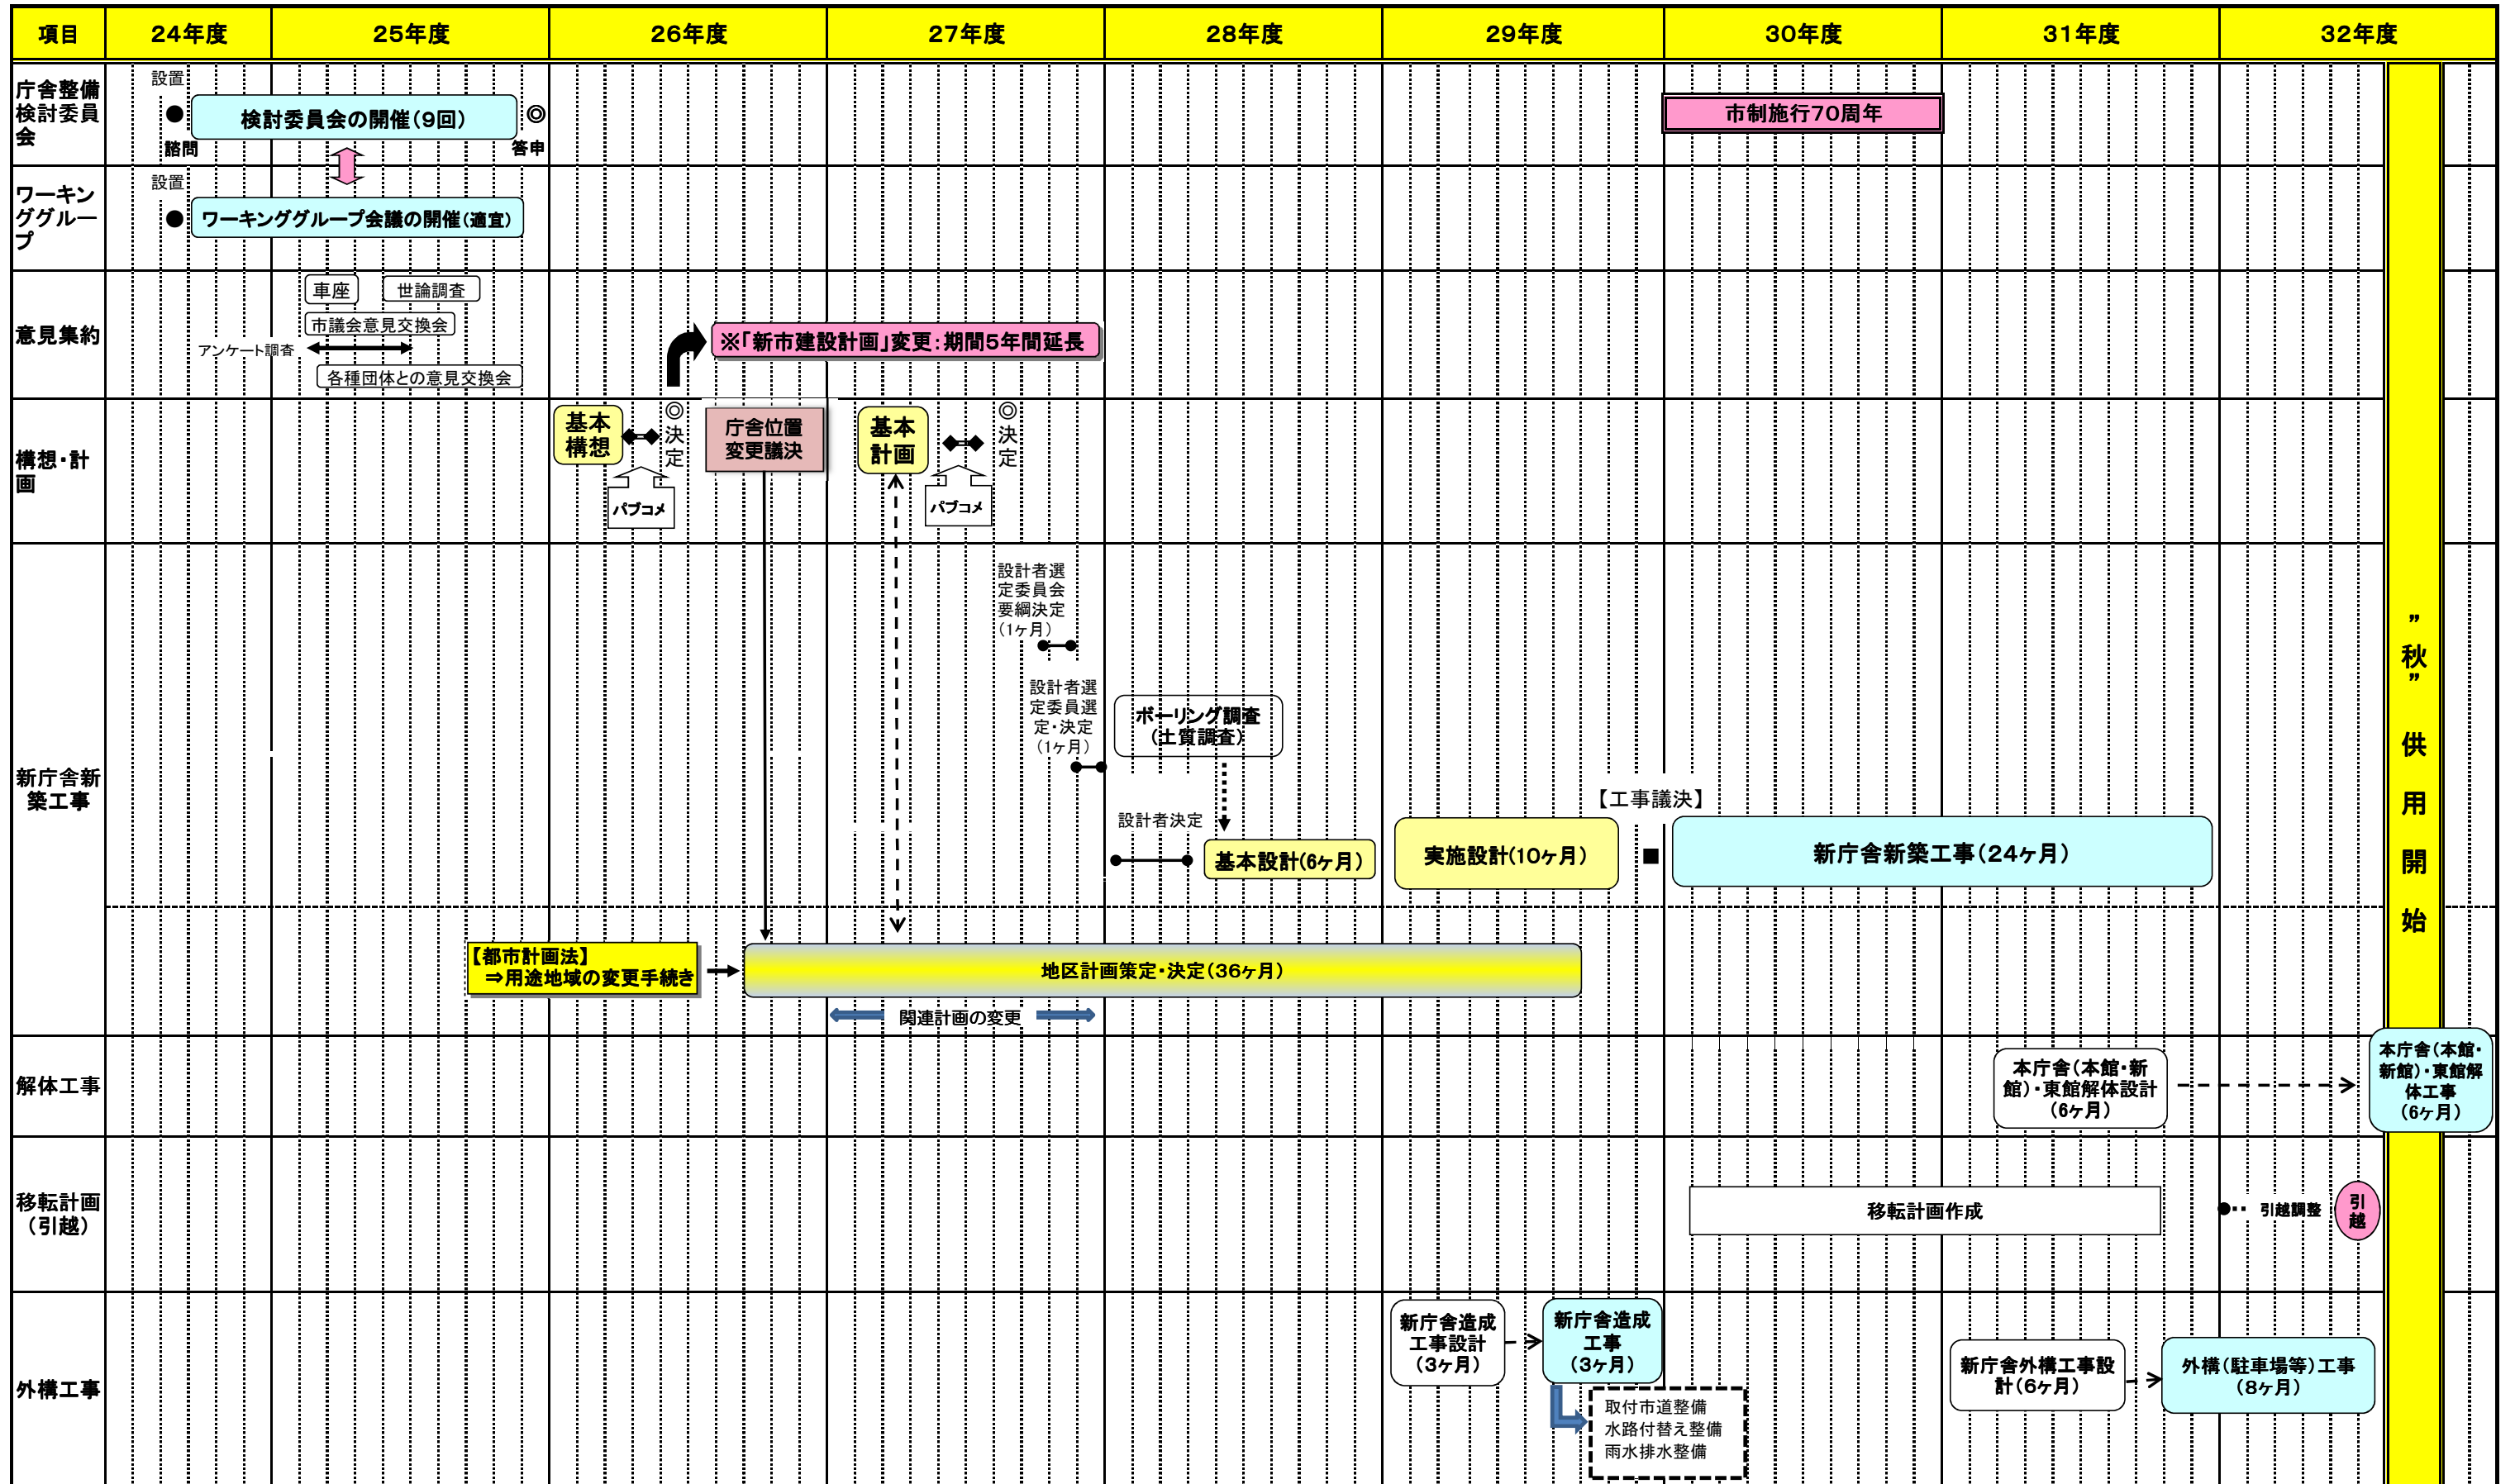 項目
24年度
25年度
26年度
27年度
28年度
29年度
30年度
31年度
32年度
庁舎整備
検討委員
会
設置
検討委員会の開催(9回)
諮問
答申
市制施行70周年
ワーキン
ググルー
プ
設置
ワーキンググループ会議の開催(適宜)
意見集約
車座
世論調査
市議会意見交換会
アンケート調査
各種団体との意見交換会
※「新市建設計画」変更:期間5年間延長
構想・計
画
基本
構想
決
定
パブコメ
庁舎位置
変更議決
基本
計画
決
定
パブコメ
新庁舎新
築工事
設計者選
定委員会
要綱決定
(1ヶ月)
設計者選
定委員選
定・決定
(1ヶ月)
ボーリング調査
(土質調査)
設計者決定
基本設計(6ヶ月)
実施設計(10ヶ月)
【工事議決】
新庁舎新築工事(24ヶ月)
【都市計画法】
⇒用途地域の変更手続き
地区計画策定・決定(36ヶ月)
関連計画の変更
”
秋
”
供
用
開
始
解体工事
本庁舎(本館・新
館)・東館解体設計
(6ヶ月)
本庁舎(本館・
新館)・東館解
体工事
(6ヶ月)
移転計画
(引越)
移転計画作成
引越調整
引
越
外構工事
新庁舎造成
工事設計
(3ヶ月)
新庁舎造成
工事
(3ヶ月)
取付市道整備
水路付替え整備
雨水排水整備
新庁舎外構工事設
計(6ヶ月)
外構(駐車場等)工事
(8ヶ月)